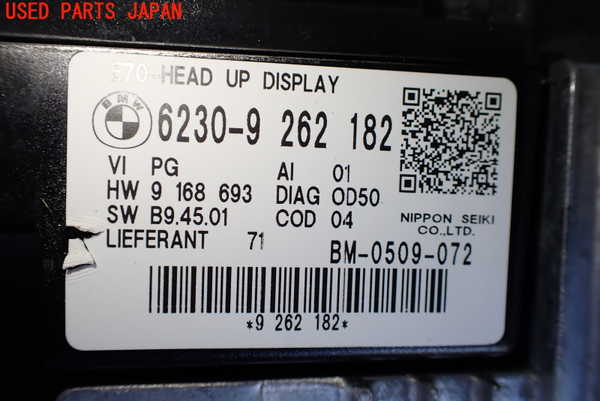 USED PARTS JAPAN
570 HEAD UP DISPLAY
BMW
6230-9 262 182
VI PG AI 01
HW 9 168 693 DIAG OD50
SW B9.45.01 COD 04
LIEFERANT 71
NIPPON SEIKI
CO.,LTD.
BM-0509-072
*9 262 182*